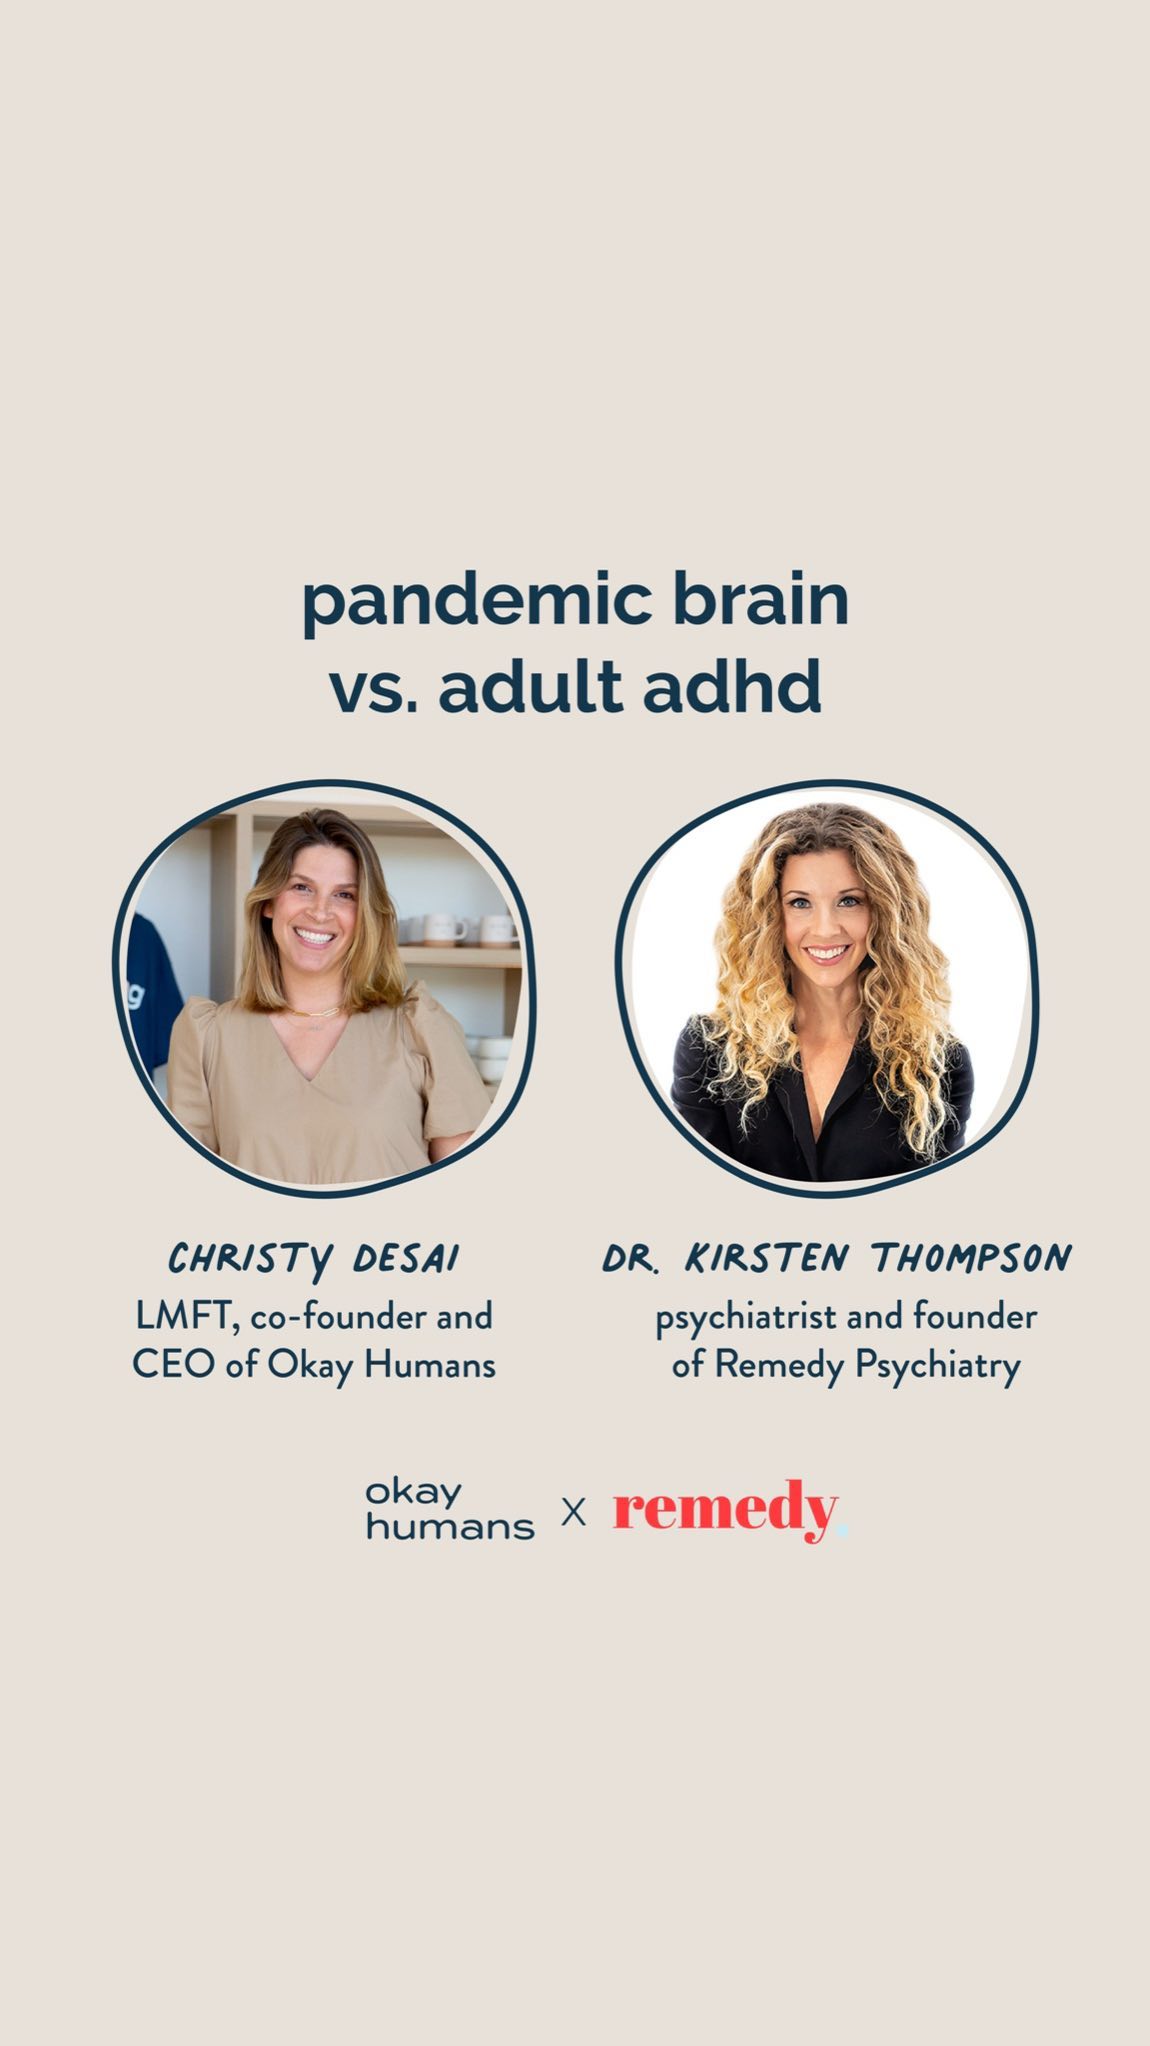 pandemic brain
vs. adult adhd
CHRISTY DESAI
LMFT, co-founder and
CEO of Okay Humans
DR. KIRSTEN THOMPSON
psychiatrist and founder
of Remedy Psychiatry
okay
humans
X
remedy.